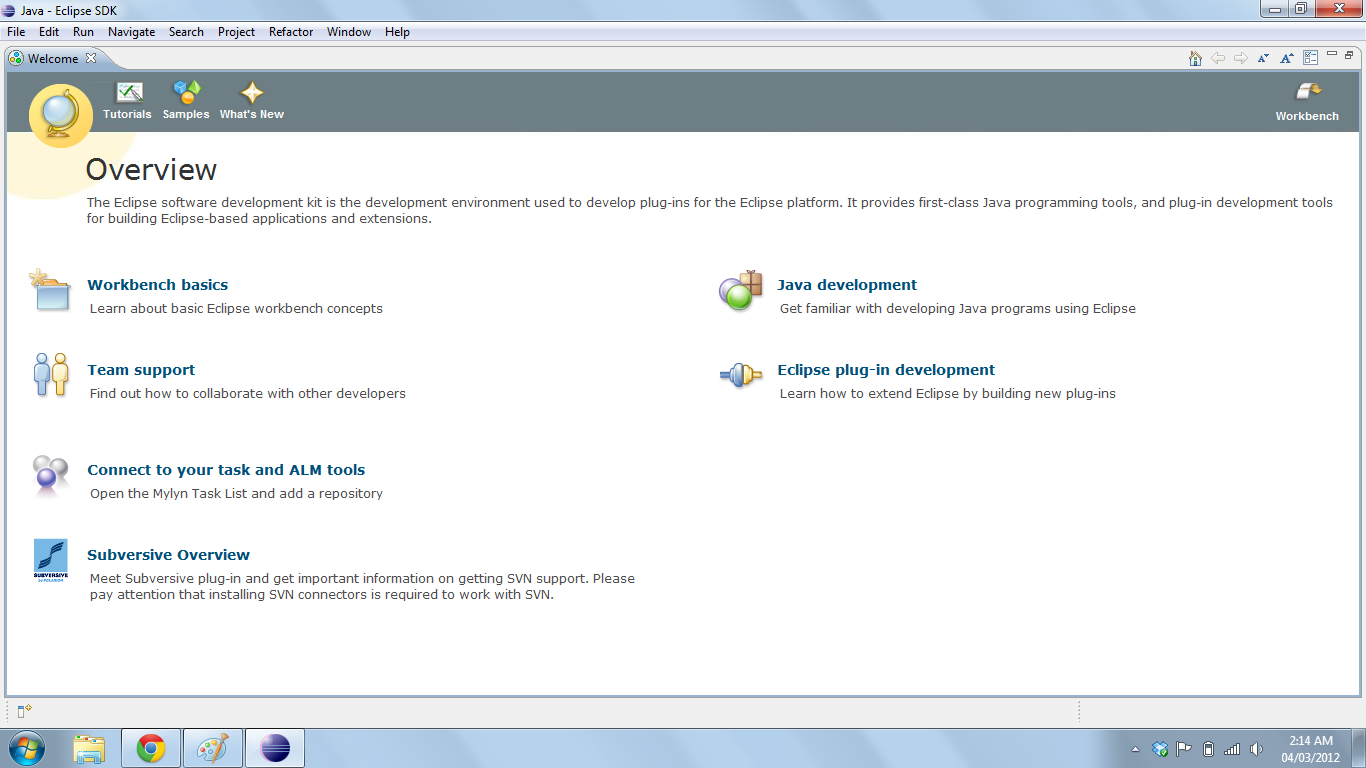 Java - Eclipse SDK
File Edit Run Navigate Search Project Refactor Window Help
Welcome
Tutorials Samples What's New Workbench
Overview
The Eclipse software development kit is the development environment used to develop plug-ins for the Eclipse platform. It provides first-class Java programming tools, and plug-in development tools
for building Eclipse-based applications and extensions.
Workbench basics
Learn about basic Eclipse workbench concepts
Java development
Get familiar with developing Java programs using Eclipse
Team support
Find out how to collaborate with other developers
Eclipse plug-in development
Learn how to extend Eclipse by building new plug-ins
Connect to your task and ALM tools
Open the Mylyn Task List and add a repository
SUBVERSIVE
by POLARION
Subversive Overview
Meet Subversive plug-in and get important information on getting SVN support. Please
pay attention that installing SVN connectors is required to work with SVN.
2:14 AM
04/03/2012